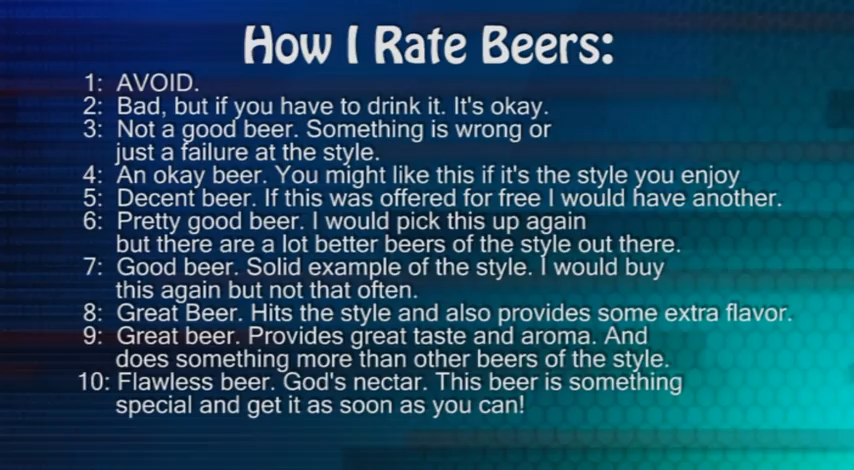 How I Rate Beers:
1: AVOID.
2: Bad, but if you have to drink it. It's okay.
3: Not a good beer. Something is wrong or
just a failure at the style.
4: An okay beer. You might like this if it's the style you enjoy
5: Decent beer. If this was offered for free I would have another.
6: Pretty good beer. I would pick this up again
but there are a lot better beers of the style out there.
7: Good beer. Solid example of the style. I would buy
this again but not that often.
8: Great Beer. Hits the style and also provides some extra flavor.
9: Great beer. Provides great taste and aroma. And
does something more than other beers of the style.
10: Flawless beer. God's nectar. This beer is something
special and get it as soon as you can!